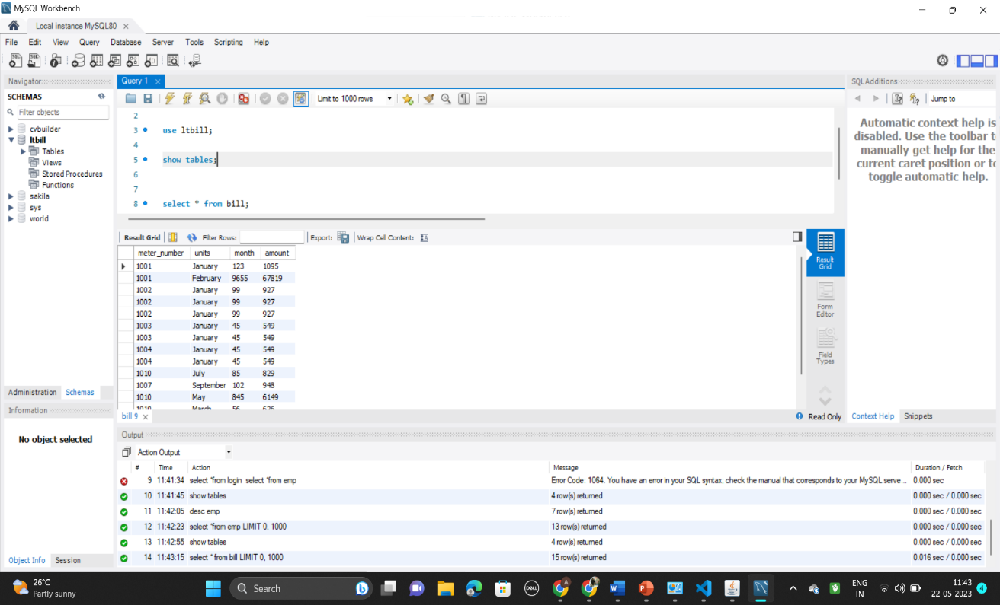 MySQL Workbench
Local instance MySQL80
File Edit View Query Database Server Tools Scripting Help
Navigator
SCHEMAS
Filter objects
cvbuilder
ltbill
Tables
Views
Stored Procedures
Functions
sakila
sys
world
Administration Schemas
Information
No object selected
Object Info Session
Query 1
Limit to 1000 rows
2
3 use ltbill;
4
5 show tables;
6
7
8 select * from bill;
Result Grid Filter Rows: Export: Wrap Cell Content:
meter_number units month amount
1001 January 123 1095
1001 February 9655 67819
1002 January 99 927
1002 January 99 927
1002 January 99 927
1003 January 45 549
1003 January 45 549
1004 January 45 549
1004 January 45 549
1010 July 85 829
1007 September 102 948
1010 May 845 6149
1010 March 56 626
Result Grid
Form Editor
Field Types
bill 9
Read Only
SQLAdditions
Jump to
Automatic context help is
disabled. Use the toolbar t
manually get help for the
current caret position or to
toggle automatic help.
Context Help Snippets
Output
Action Output
# Time Action Message Duration / Fetch
9 11:41:34 select *from login select *from emp Error Code: 1064. You have an error in your SQL syntax; check the manual that corresponds to your MySQL serve... 0.000 sec
10 11:41:45 show tables 4 row(s) returned 0.000 sec / 0.000 sec
11 11:42:05 desc emp 7 row(s) returned 0.000 sec / 0.000 sec
12 11:42:23 select *from emp LIMIT 0, 1000 13 row(s) returned 0.000 sec / 0.000 sec
13 11:42:55 show tables 4 row(s) returned 0.000 sec / 0.000 sec
14 11:43:15 select * from bill LIMIT 0, 1000 15 row(s) returned 0.016 sec / 0.000 sec
26°C
Partly sunny
Search
DELL
ENG
IN
11:43
22-05-2023
4